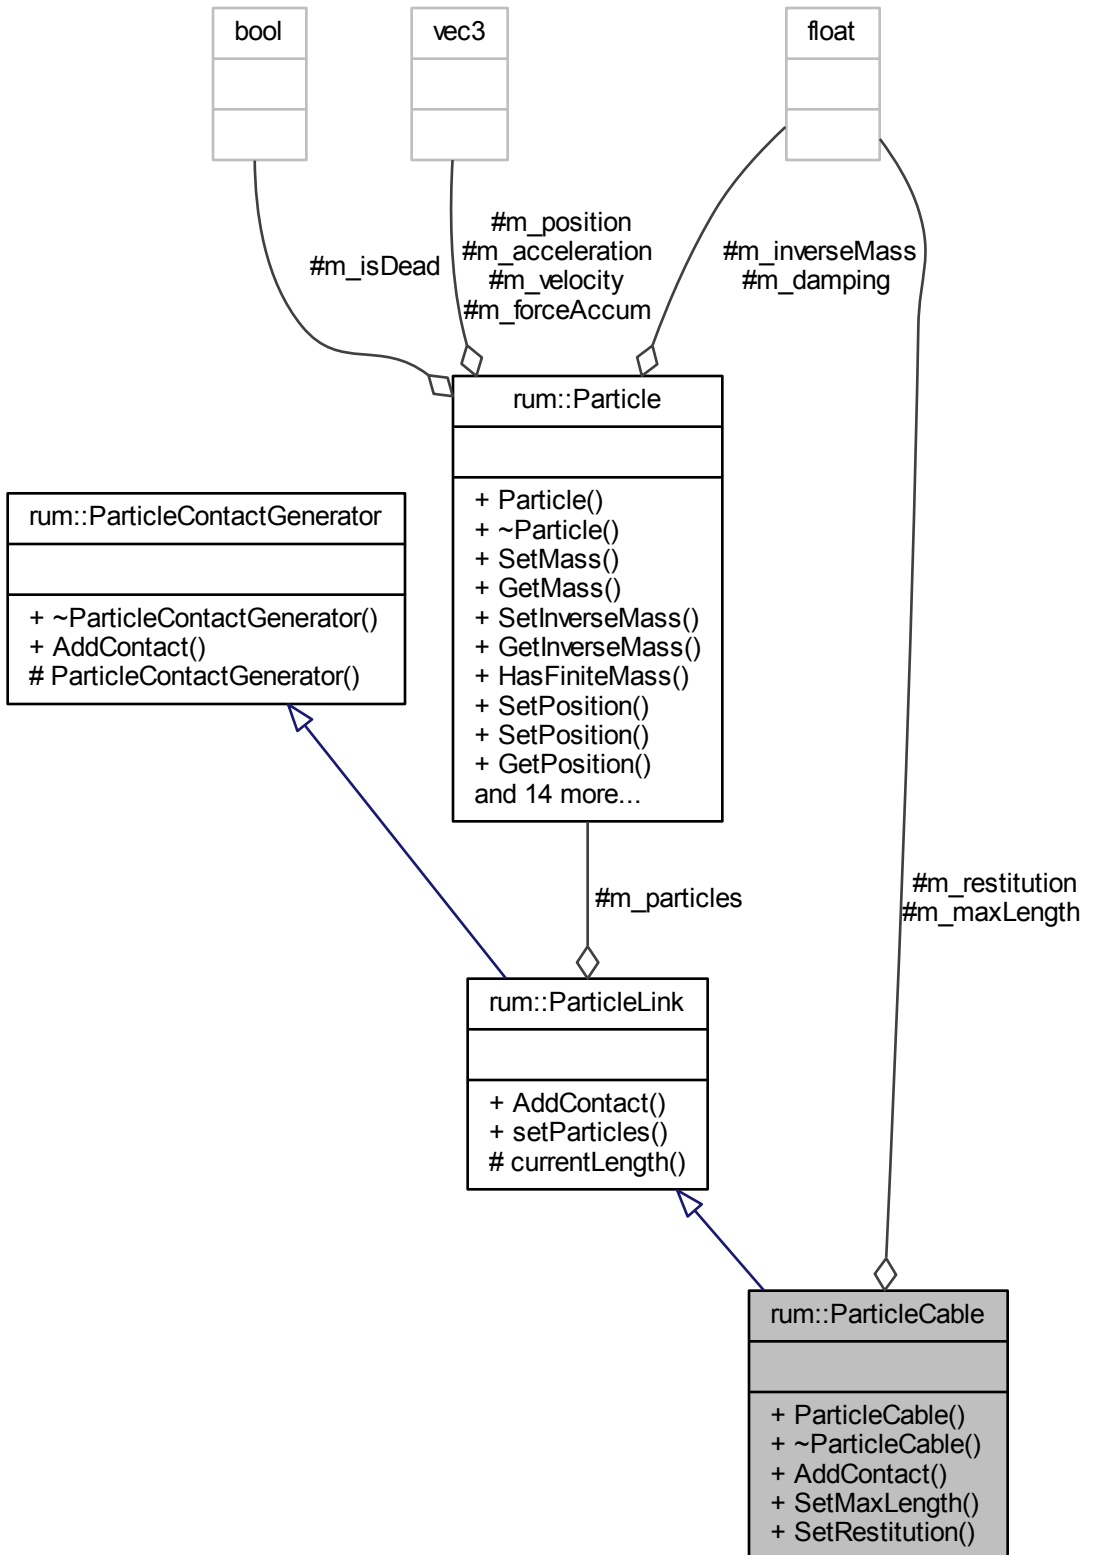 bool
vec3
float
#m_isDead
#m_position
#m_acceleration
#m_velocity
#m_forceAccum
#m_inverseMass
#m_damping
rum::Particle
+ Particle()
+ ~Particle()
+ SetMass()
+ GetMass()
+ SetInverseMass()
+ GetInverseMass()
+ HasFiniteMass()
+ SetPosition()
+ SetPosition()
+ GetPosition()
and 14 more...
rum::ParticleContactGenerator
+ ~ParticleContactGenerator()
+ AddContact()
# ParticleContactGenerator()
#m_particles
#m_restitution
#m_maxLength
rum::ParticleLink
+ AddContact()
+ setParticles()
# currentLength()
rum::ParticleCable
+ ParticleCable()
+ ~ParticleCable()
+ AddContact()
+ SetMaxLength()
+ SetRestitution()